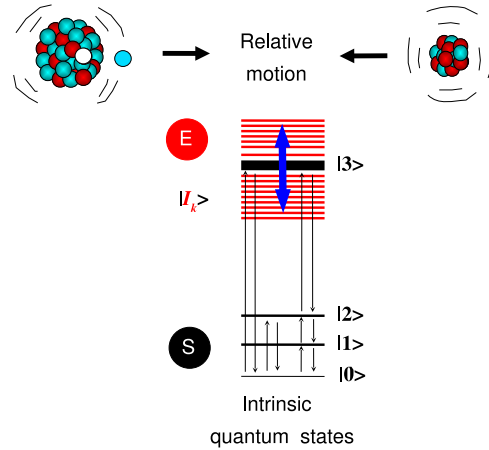 Relative
motion
E
|3>
|I_k>
|2>
S
|1>
|0>
Intrinsic
quantum states